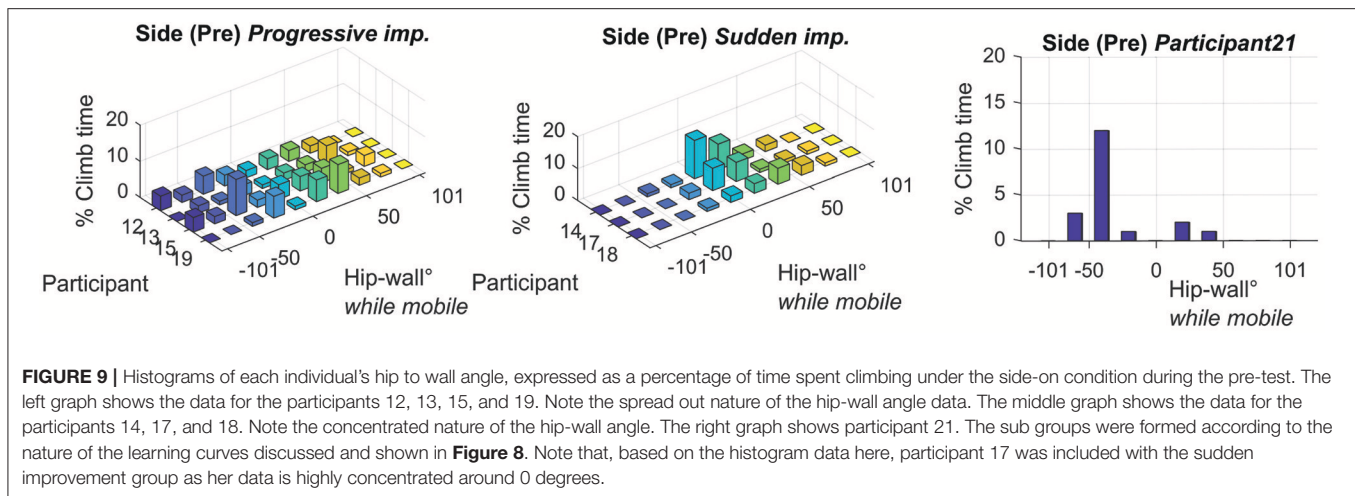 Side (Pre) Progressive imp.
20
10
0
% Climb time
12
13
15
19
Participant
-101
-50
0
50
101
Hip-wall°
while mobile
Side (Pre) Sudden imp.
20
10
0
% Climb time
14
17
18
Participant
-101
-50
0
50
101
Hip-wall°
while mobile
Side (Pre) Participant21
20
15
10
5
0
% Climb time
-101 -50 0 50 101
Hip-wall°
while mobile
FIGURE 9 | Histograms of each individual's hip to wall angle, expressed as a percentage of time spent climbing under the side-on condition during the pre-test. The
left graph shows the data for the participants 12, 13, 15, and 19. Note the spread out nature of the hip-wall angle data. The middle graph shows the data for the
participants 14, 17, and 18. Note the concentrated nature of the hip-wall angle. The right graph shows participant 21. The sub groups were formed according to the
nature of the learning curves discussed and shown in Figure 8. Note that, based on the histogram data here, participant 17 was included with the sudden
improvement group as her data is highly concentrated around 0 degrees.